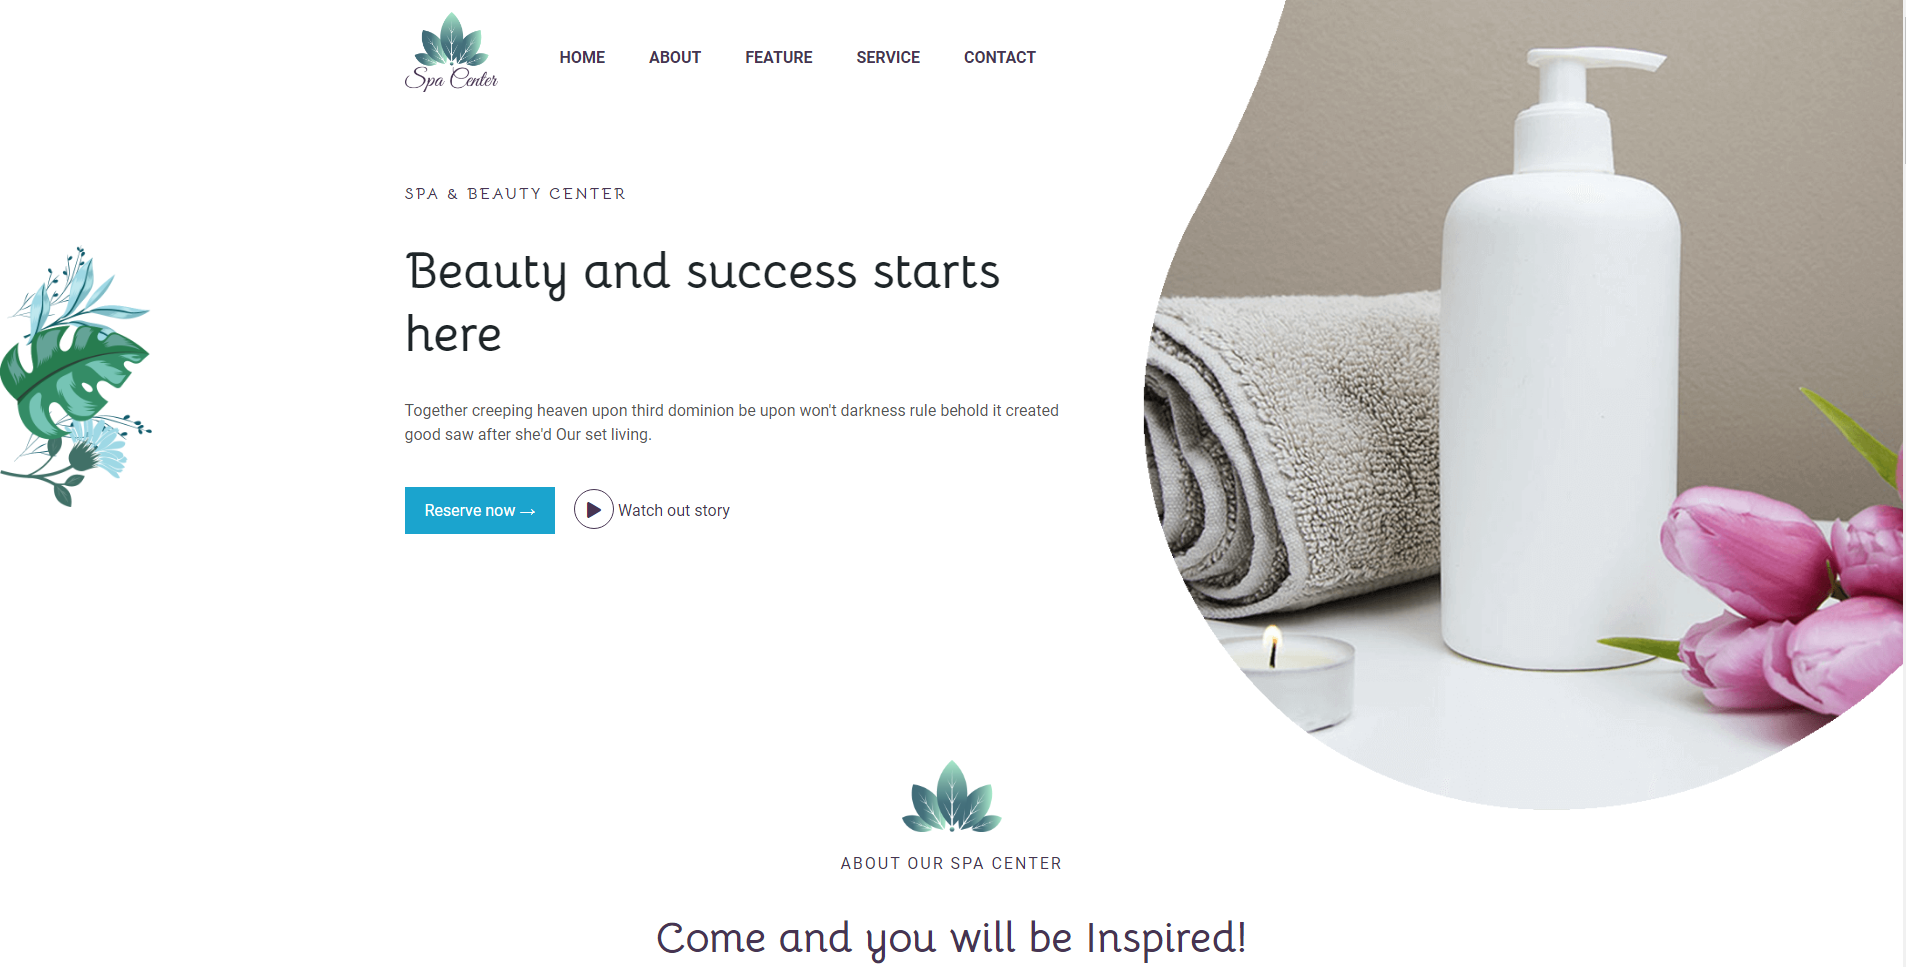 Spa Center
HOME ABOUT FEATURE SERVICE CONTACT
SPA & BEAUTY CENTER
Beauty and success starts
here
Together creeping heaven upon third dominion be upon won't darkness rule behold it created
good saw after she'd Our set living.
Reserve now → Watch out story
ABOUT OUR SPA CENTER
Come and you will be Inspired!